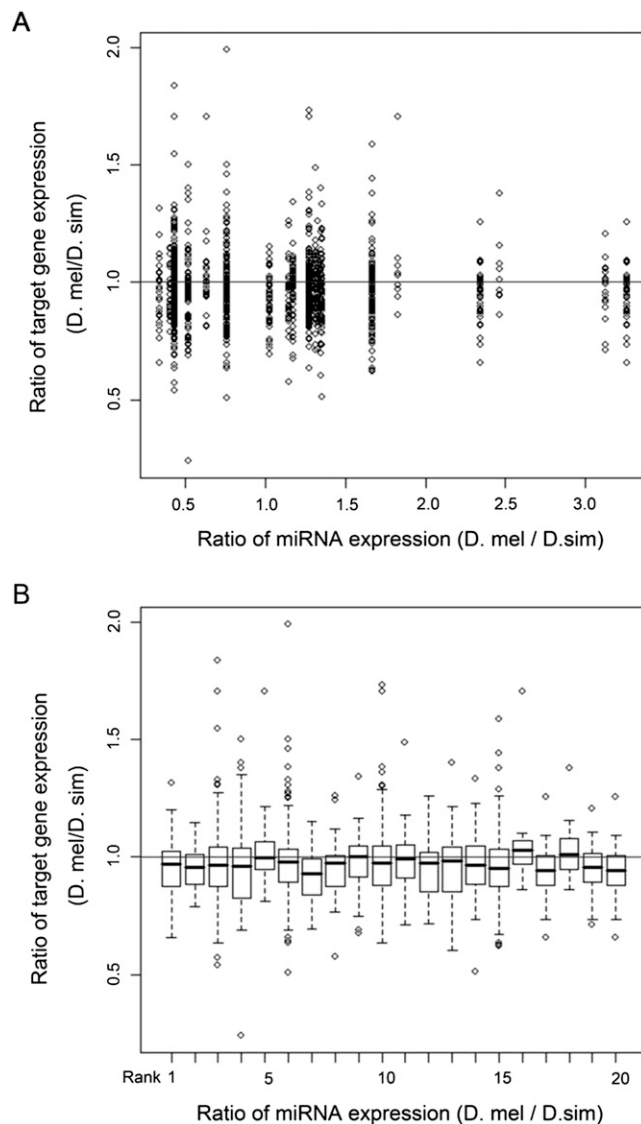 A
Ratio of target gene expression
(D. mel/D. sim)
2.0
1.5
1.0
0.5
0.5 1.0 1.5 2.0 2.5 3.0
Ratio of miRNA expression (D. mel / D.sim)
B
Ratio of target gene expression
(D. mel/D. sim)
2.0
1.5
1.0
0.5
Rank 1 5 10 15 20
Ratio of miRNA expression (D. mel / D.sim)